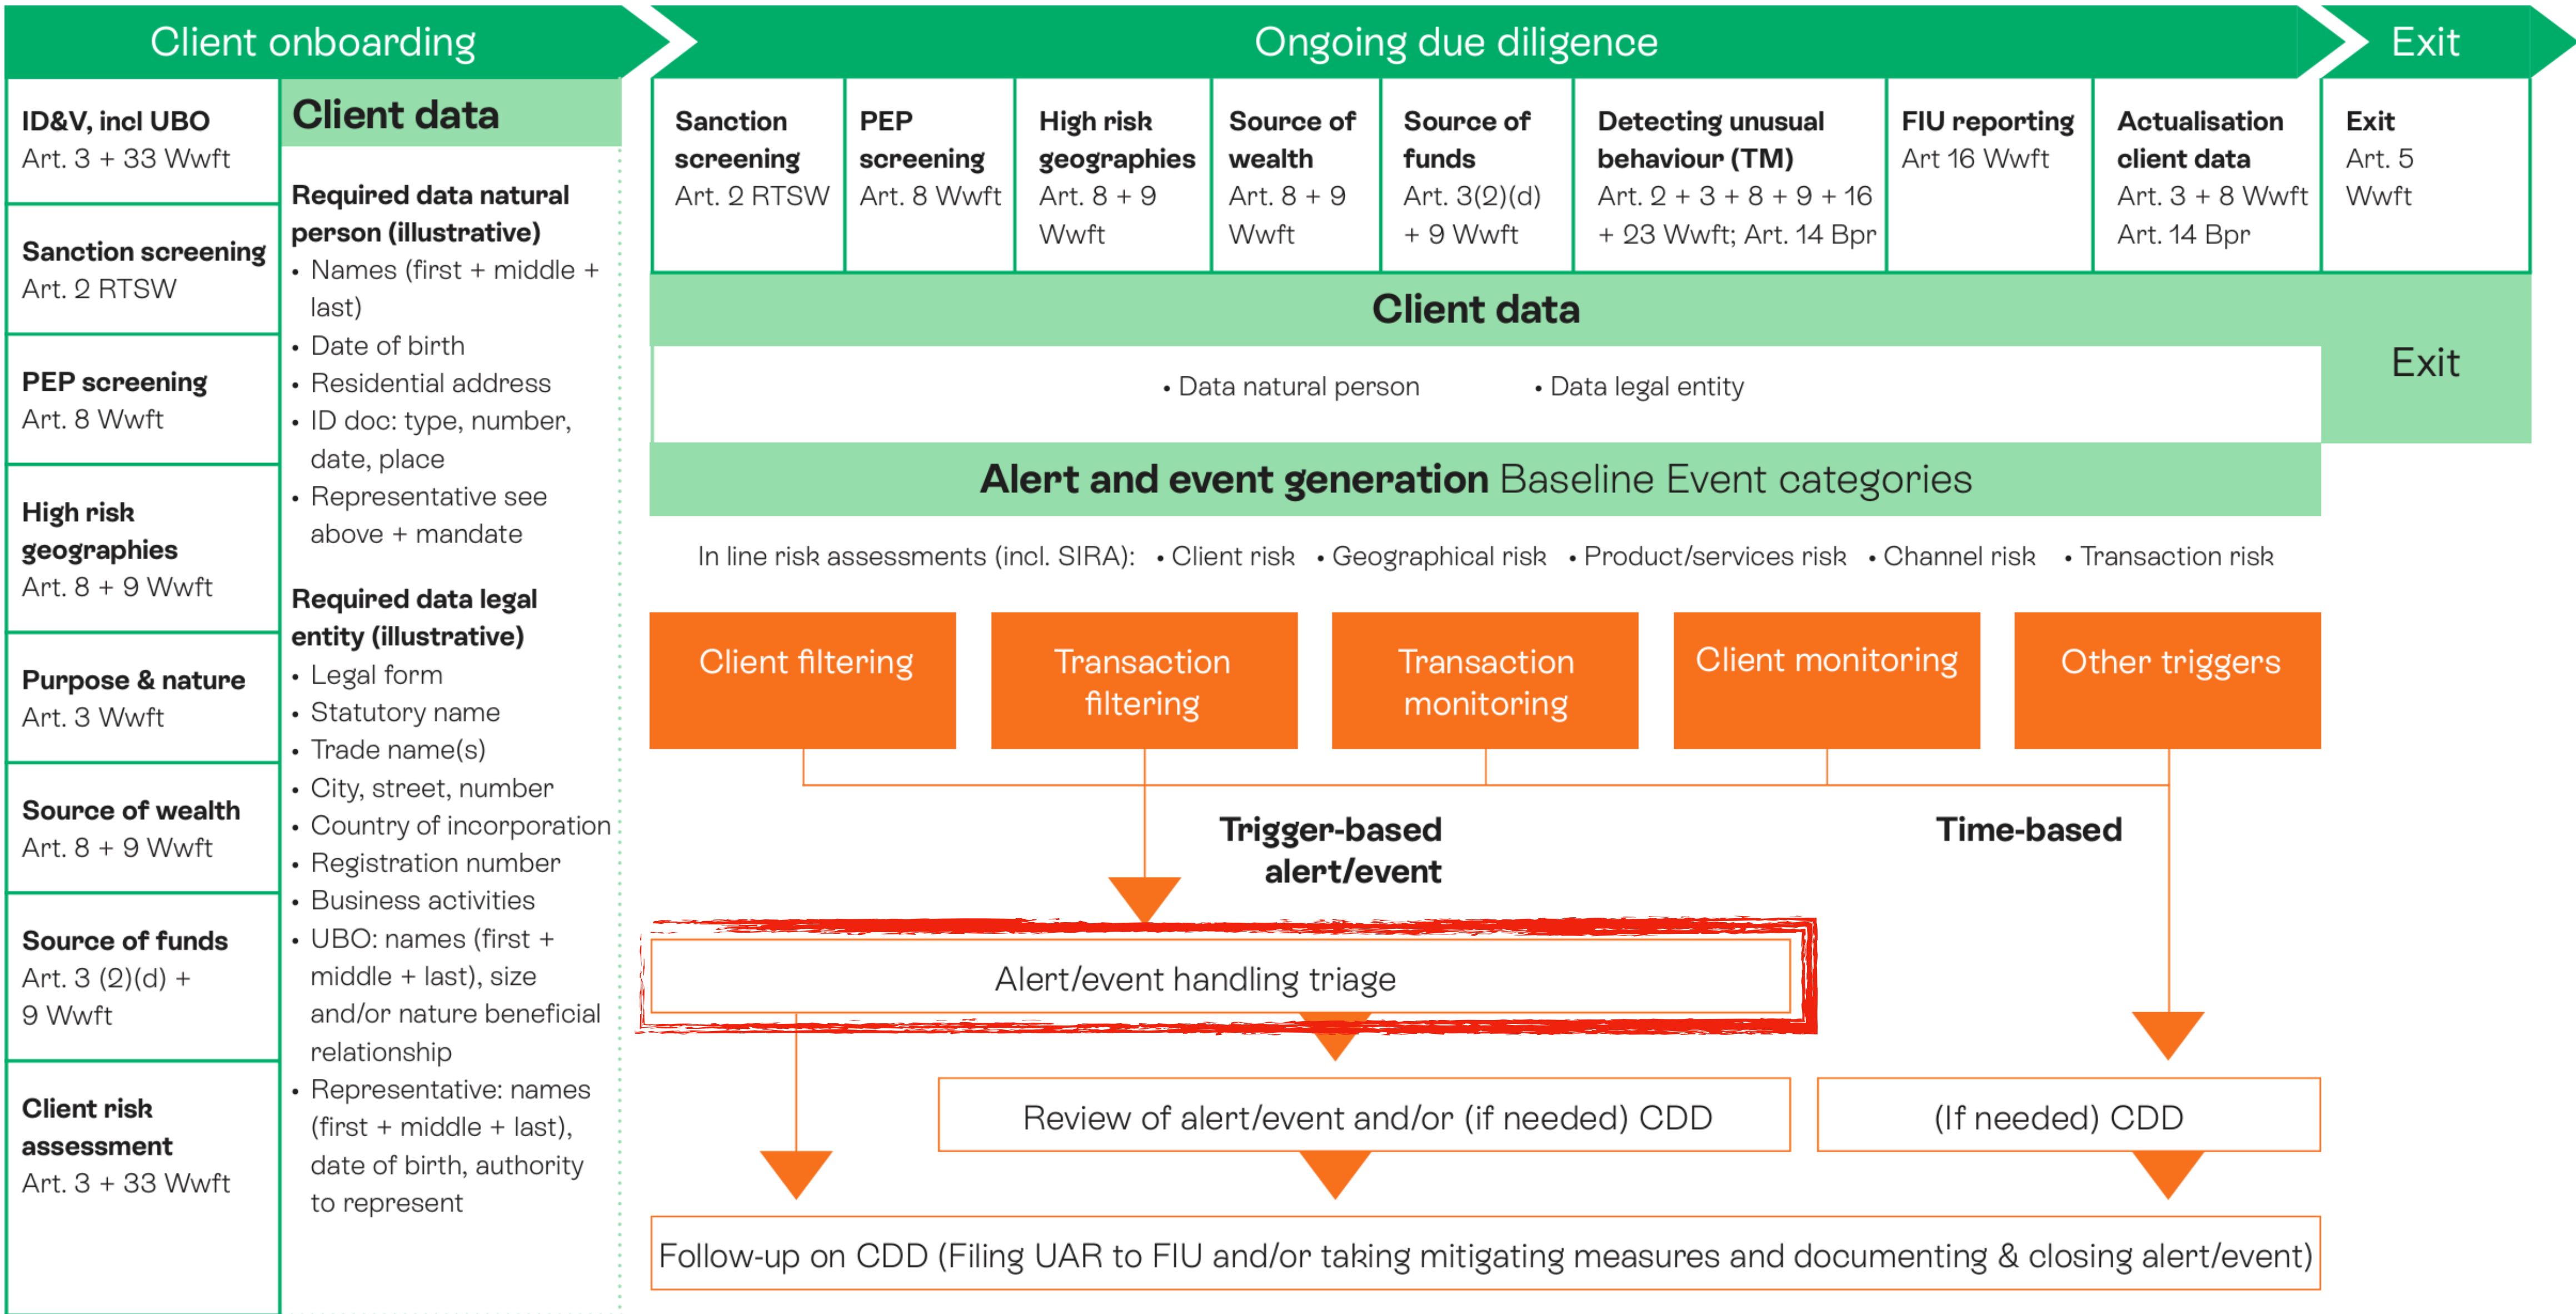 Client onboarding
Ongoing due diligence
Exit
ID&V, incl UBO
Art. 3 + 33 Wwft
Sanction screening
Art. 2 RTSW
PEP screening
Art. 8 Wwft
High risk
geographies
Art. 8 + 9 Wwft
Purpose & nature
Art. 3 Wwft
Source of wealth
Art. 8 + 9 Wwft
Source of funds
Art. 3 (2)(d) +
9 Wwft
Client risk
assessment
Art. 3 + 33 Wwft
Client data
Required data natural
person (illustrative)
• Names (first + middle +
last)
• Date of birth
• Residential address
• ID doc: type, number,
date, place
• Representative see
above + mandate
Required data legal
entity (illustrative)
• Legal form
• Statutory name
• Trade name(s)
• City, street, number
• Country of incorporation
• Registration number
• Business activities
• UBO: names (first +
middle + last), size
and/or nature beneficial
relationship
• Representative: names
(first + middle + last),
date of birth, authority
to represent
Sanction
screening
Art. 2 RTSW
PEP
screening
Art. 8 Wwft
High risk
geographies
Art. 8 + 9
Wwft
Source of
wealth
Art. 8 + 9
Wwft
Source of
funds
Art. 3(2)(d)
+ 9 Wwft
Detecting unusual
behaviour (TM)
Art. 2 + 3 + 8 + 9 + 16
+ 23 Wwft; Art. 14 Bpr
FIU reporting
Art 16 Wwft
Actualisation
client data
Art. 3 + 8 Wwft
Art. 14 Bpr
Exit
Art. 5
Wwft
Client data
• Data natural person • Data legal entity
Exit
Alert and event generation Baseline Event categories
In line risk assessments (incl. SIRA): • Client risk • Geographical risk • Product/services risk • Channel risk • Transaction risk
Client filtering
Transaction
filtering
Transaction
monitoring
Client monitoring
Other triggers
Trigger-based
alert/event
Time-based
Alert/event handling triage
Review of alert/event and/or (if needed) CDD
(If needed) CDD
Follow-up on CDD (Filing UAR to FIU and/or taking mitigating measures and documenting & closing alert/event)